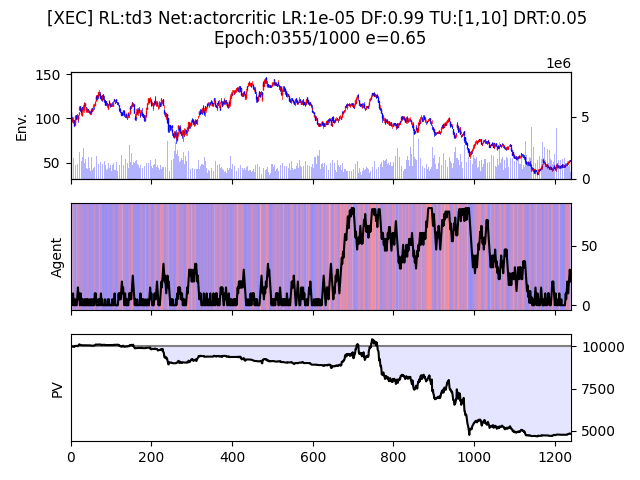 [XEC] RL:td3 Net:actorcritic LR:1e-05 DF:0.99 TU:[1,10] DRT:0.05
Epoch:0355/1000 e=0.65
1e6
150
100
50
Env.
5
0
Agent
50
0
PV
10000
7500
5000
0 200 400 600 800 1000 1200